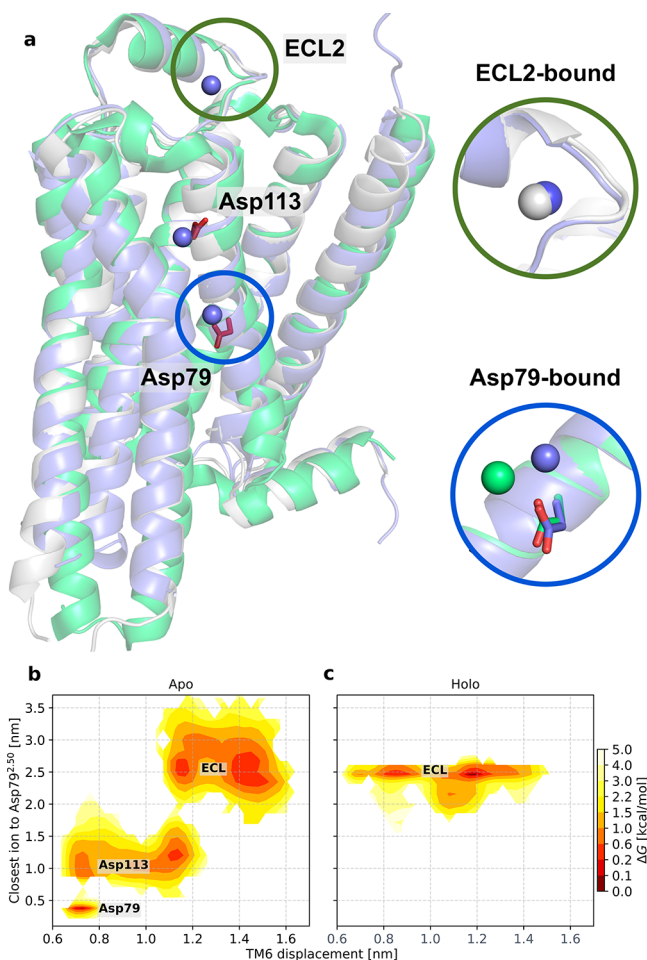 a
ECL2
ECL2-bound
Asp113
Asp79
Asp79-bound
b
Apo
c
Holo
Closest ion to Asp79²·⁵⁰ [nm]
3.5
3.0
2.5
2.0
1.5
1.0
0.5
ECL
Asp113
Asp79
ECL
5.0
4.0
3.0
2.2
1.5
1.0
0.6
0.2
0.1
0.0
ΔG [kcal/mol]
0.6 0.8 1.0 1.2 1.4 1.6
0.6 0.8 1.0 1.2 1.4 1.6
TM6 displacement [nm]